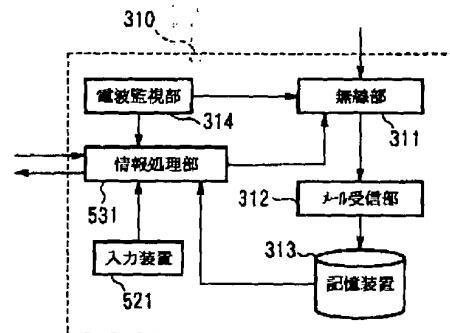 310
電波監視部
314
無線部
311
情報処理部
531
312
メール受信部
入力装置
521
313
記憶装置